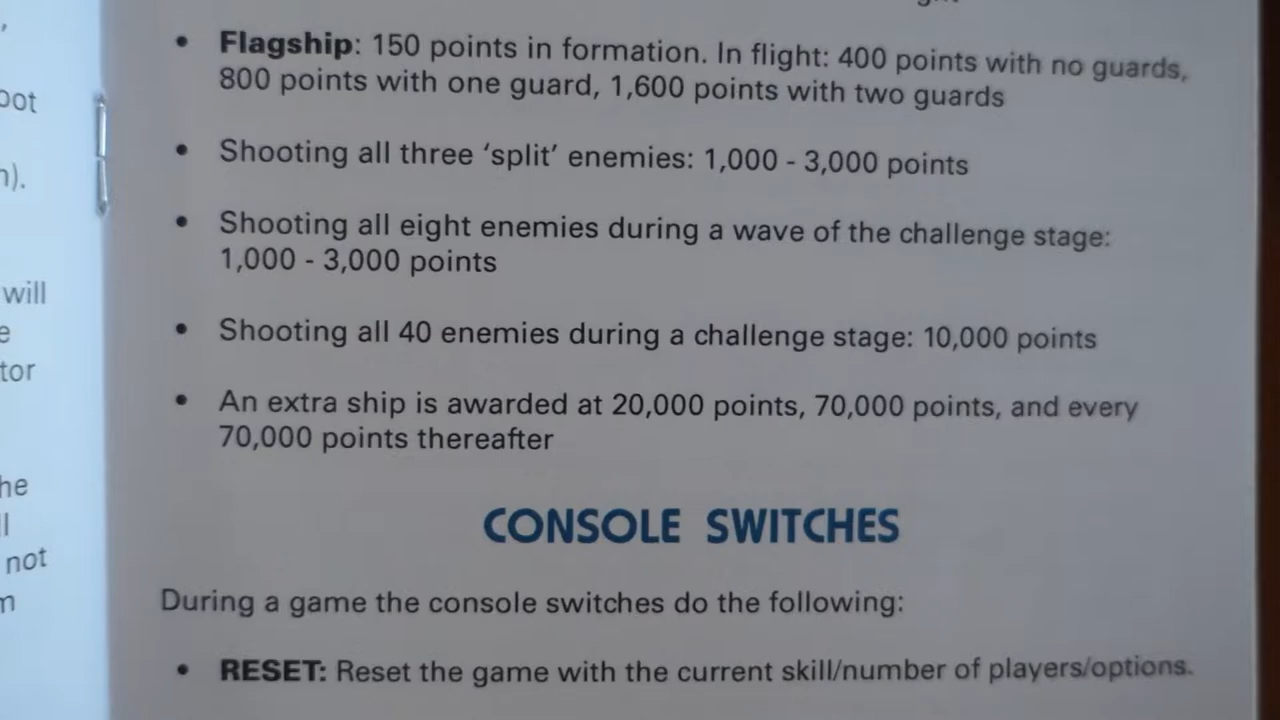 • Flagship: 150 points in formation. In flight: 400 points with no guards,
800 points with one guard, 1,600 points with two guards
• Shooting all three ‘split’ enemies: 1,000 - 3,000 points
• Shooting all eight enemies during a wave of the challenge stage:
1,000 - 3,000 points
• Shooting all 40 enemies during a challenge stage: 10,000 points
• An extra ship is awarded at 20,000 points, 70,000 points, and every
70,000 points thereafter
CONSOLE SWITCHES
During a game the console switches do the following:
• RESET: Reset the game with the current skill/number of players/options.
will
not